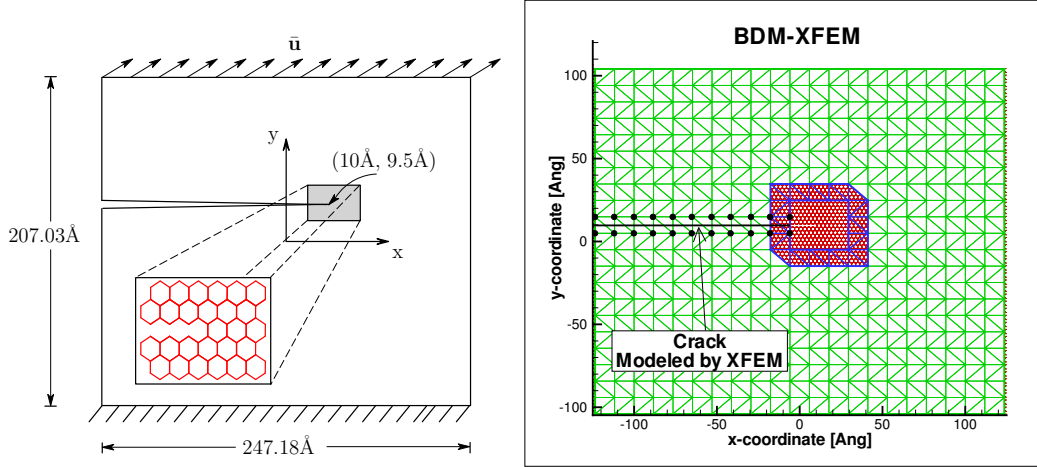 ū
y
(10Å, 9.5Å)
207.03Å
x
247.18Å
BDM-XFEM
y-coordinate [Ang]
100
50
0
-50
-100
Crack
Modeled by XFEM
-100
-50
0
50
100
x-coordinate [Ang]